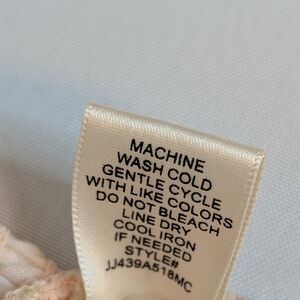 MACHINE
WASH COLD
GENTLE CYCLE
WITH LIKE COLORS
DO NOT BLEACH
LINE DRY
COOL IRON
IF NEEDED
STYLE#
JJ439A518MC